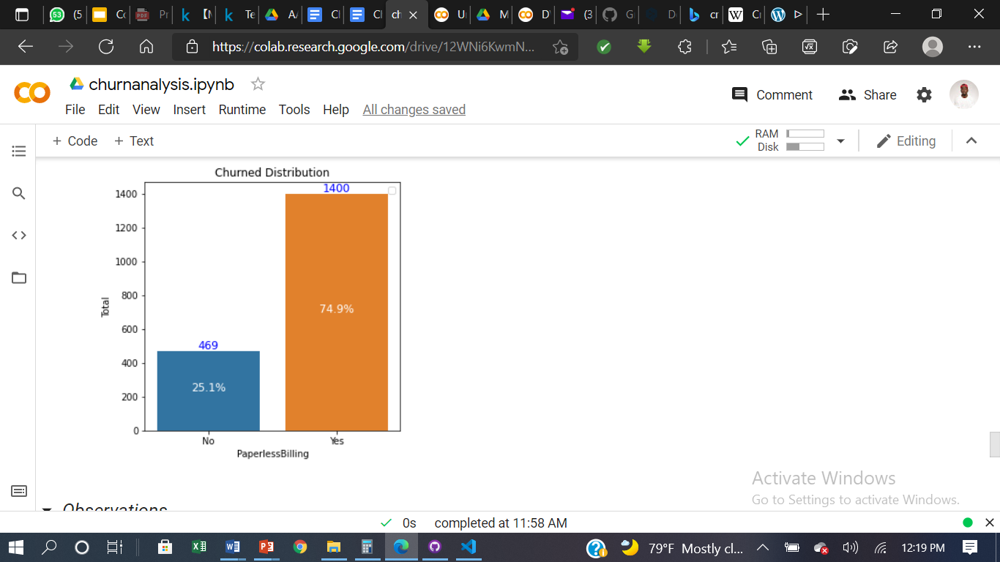 53 (5 Co Pr Te A/ Cl Cl ch U M D' (3 G D cr Ci
https://colab.research.google.com/drive/12WNi6KwmN...
churnanalysis.ipynb
File Edit View Insert Runtime Tools Help All changes saved
Comment Share
+ Code + Text
RAM
Disk
Editing
Churned Distribution
1400
1400
1200
1000
800
74.9%
Total
600
469
400
25.1%
200
0
No Yes
PaperlessBilling
Observations
Activate Windows
Go to Settings to activate Windows.
0s completed at 11:58 AM
79°F Mostly cl... 12:19 PM